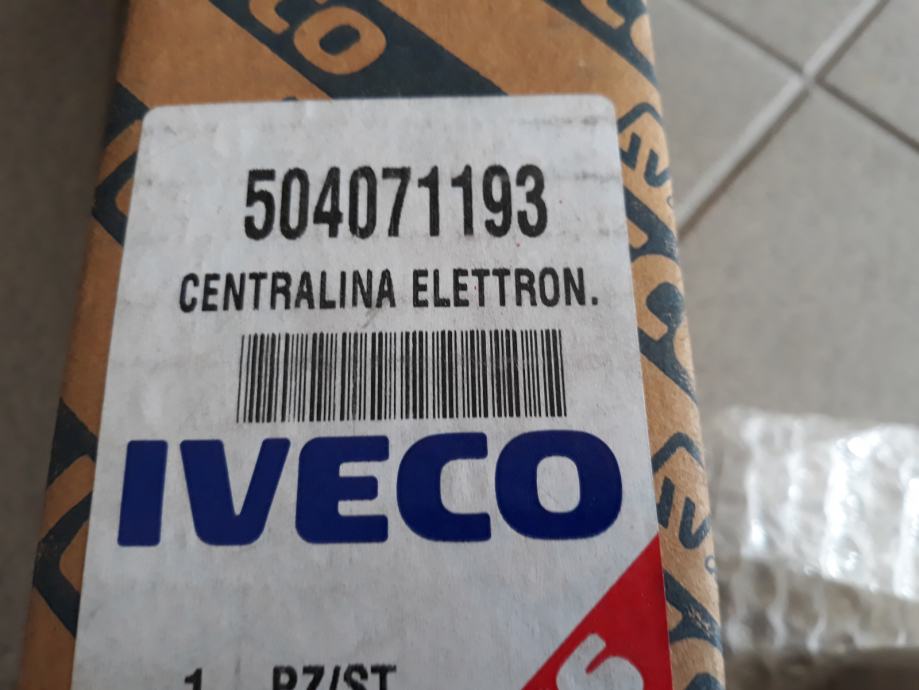 504071193
CENTRALINA ELETTRON.
IVECO
1 PZ/ST